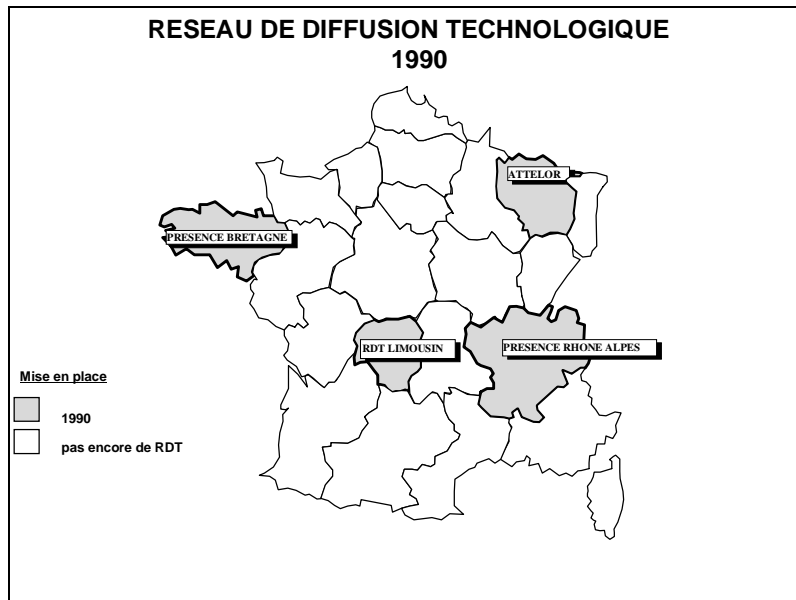 RESEAU DE DIFFUSION TECHNOLOGIQUE
1990
ATTELOR
PRESENCE BRETAGNE
RDT LIMOUSIN
PRESENCE RHONE ALPES
Mise en place
1990
pas encore de RDT